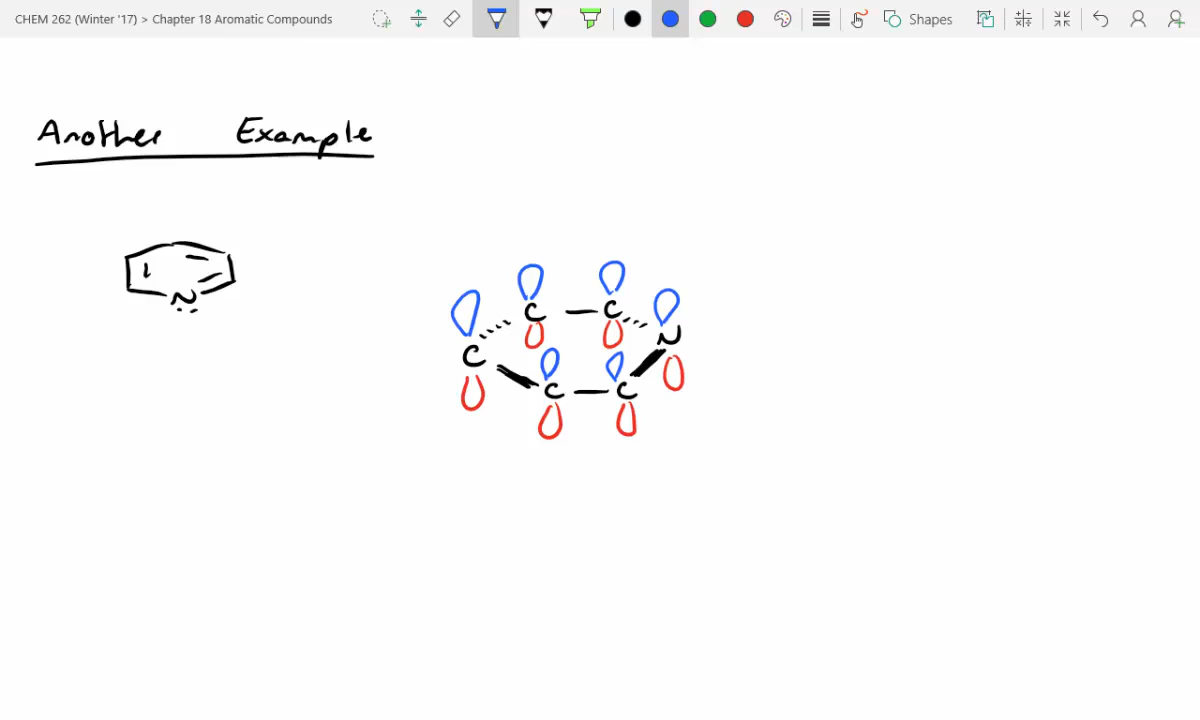 CHEM 262 (Winter '17) > Chapter 18 Aromatic Compounds
Shapes
Another Example
N
C C
C N
C C